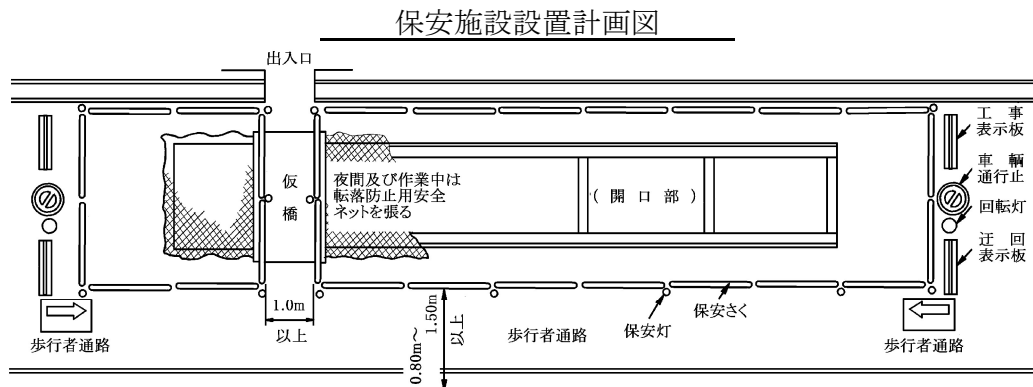 保安施設設置計画図
出入口
工事
表示板
車輌
通行止
回転灯
迂回
表示板
仮
橋
夜間及び作業中は
転落防止用安全
ネットを張る
(開口部)
1.0m
以上
0.80m〜
1.50m
以上
保安灯
保安さく
歩行者通路
歩行者通路
歩行者通路